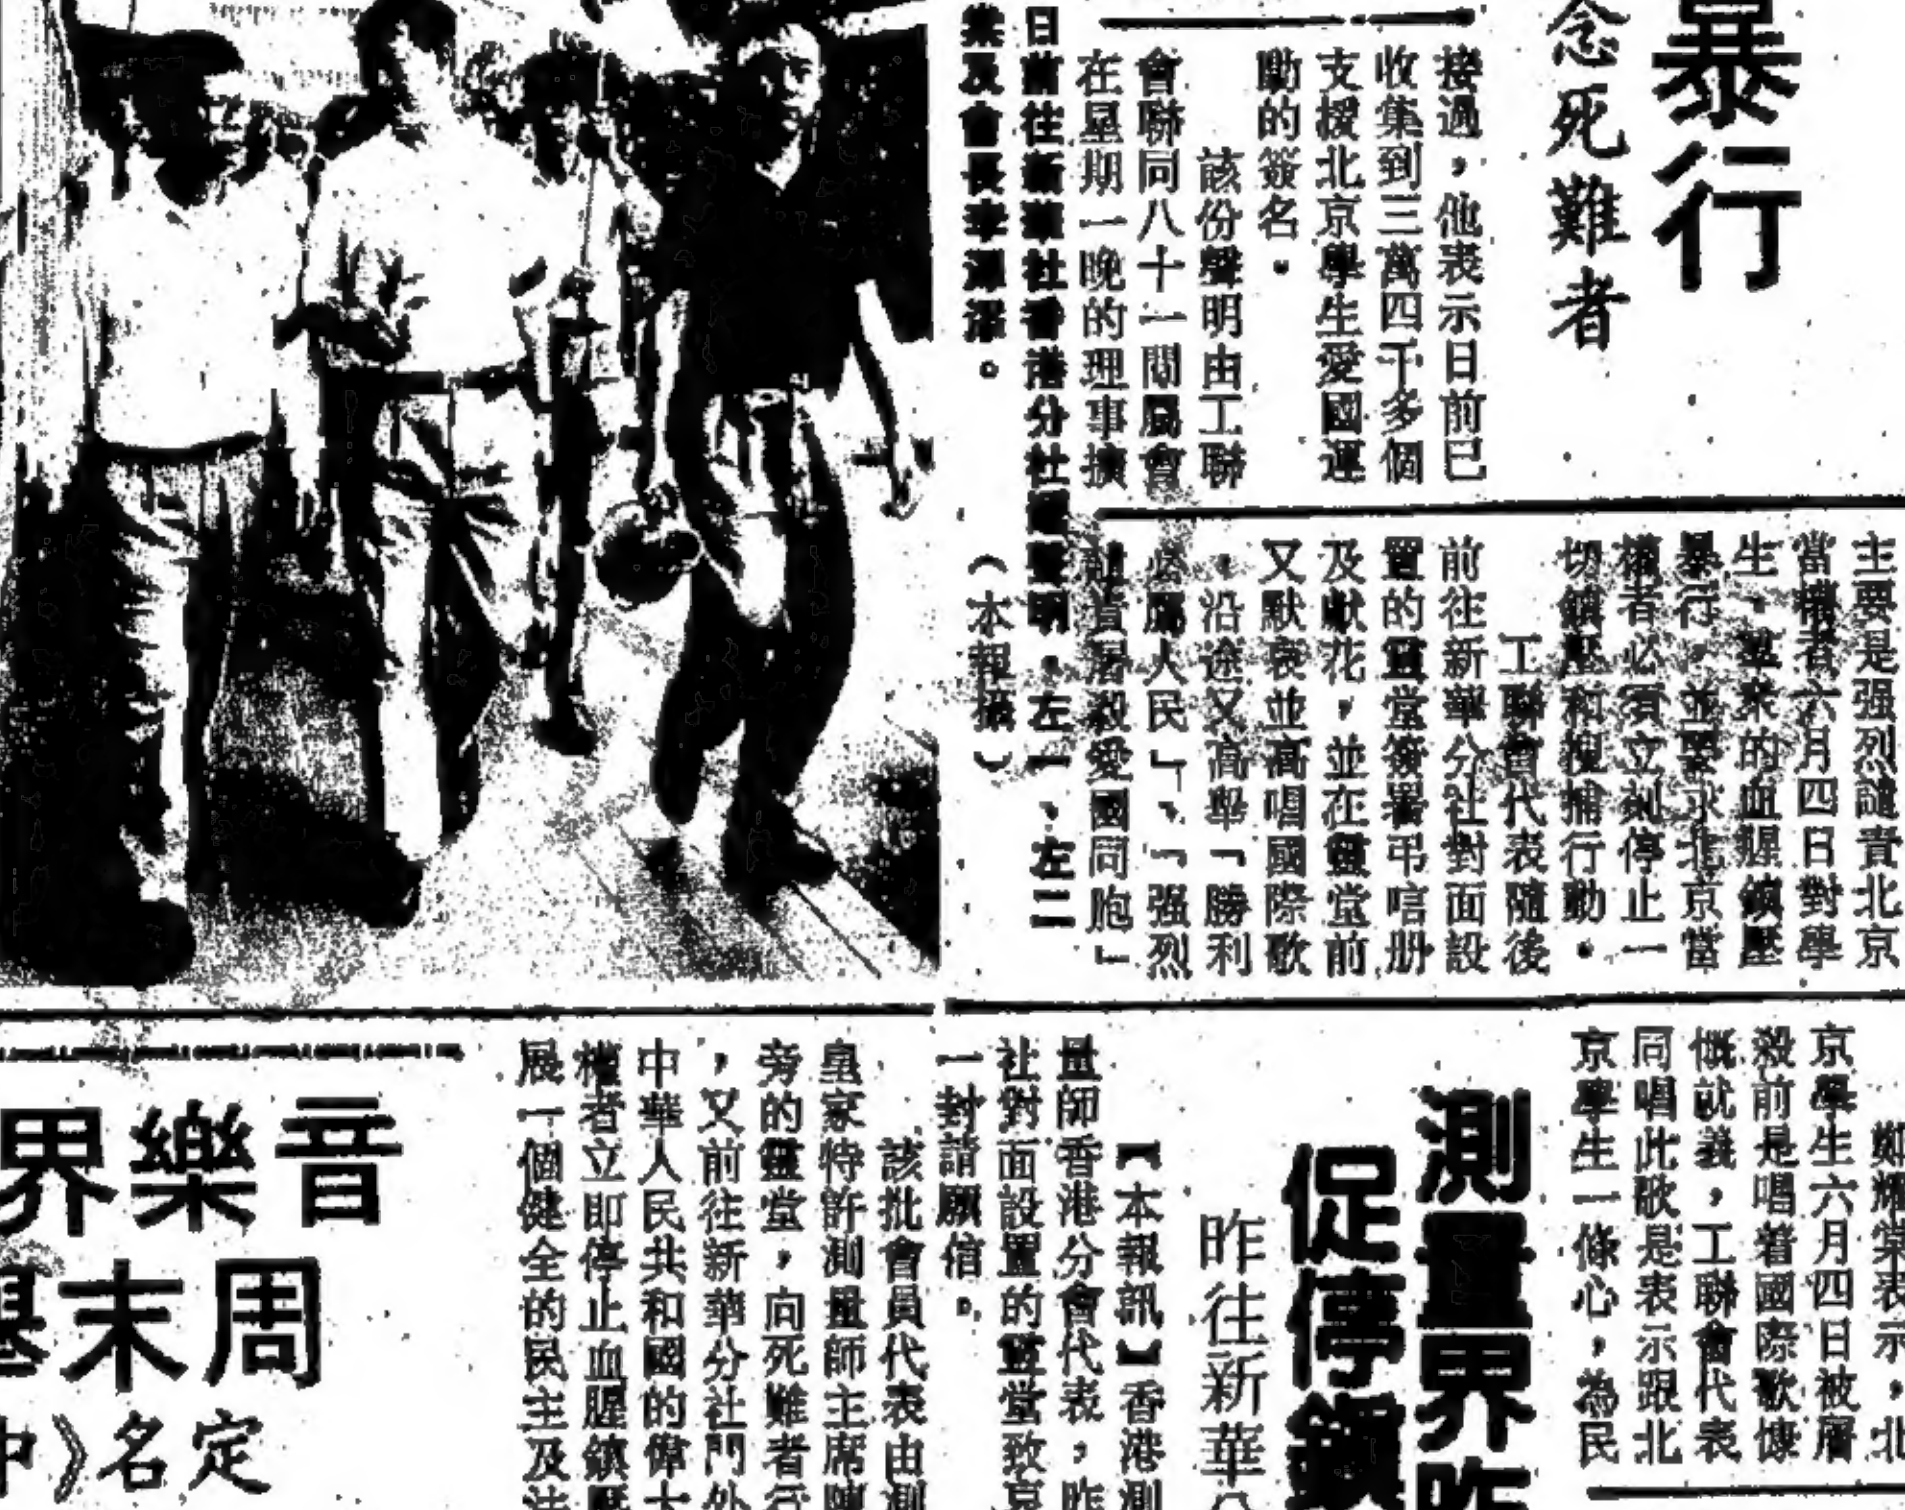 暴行
念死難者
接過，他表示日前已
收集到三萬四千多個
支援北京學生愛國運
動的簽名。
該份聲明由工聯
會聯同八十一間屬會
在星期一晚的理事擴
主要是强烈譴責北京
當權者六月四日對學
生、羣衆的血腥鎮壓
暴行，並要求北京當
權者必須立刻停止一
切鎮壓和搜捕行動。
工聯會代表隨後
前往新華分社對面設
置的靈堂簽署弔唁册
及献花，並在靈堂前
又默哀並高唱國際歌
，沿途又高舉「勝利
必屬人民」、「强烈
譴責屠殺愛國同胞」
日前往新華社香港分社遞聲明。左一、左二
業及會長李澤添。
（本報攝）
鄭耀棠表示，北
京學生六月四日被屠
殺前是唱着國際歌慷
慨就義，工聯會代表
同唱此歌是表示跟北
京學生一條心，為民
測量界昨
促停鎮
昨往新華
【本報訊】香港測
量師香港分會代表，昨
社對面設置的靈堂致哀
一封請願信。
該批會員代表由測
皇家特許測量師主席陳
旁的靈堂，向死難者行
，又前往新華分社門外
中華人民共和國的偉大
權者立即停止血腥鎮壓
展一個健全的民主及法
音樂界
周末
定名《中